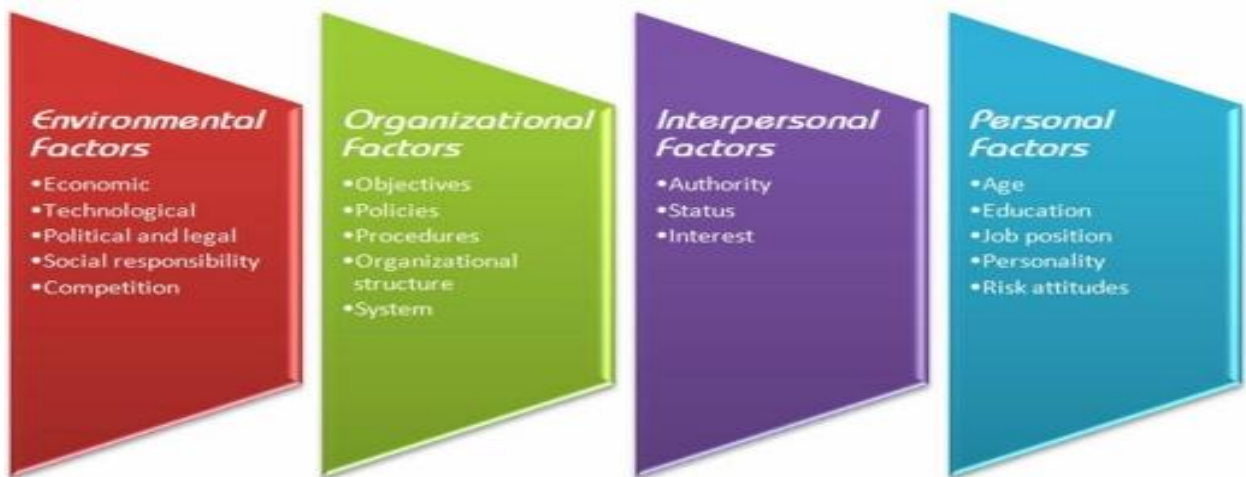 Environmental
Factors
•Economic
•Technological
•Political and legal
•Social responsibility
•Competition
Organizational
Factors
•Objectives
•Policies
•Procedures
•Organizational
structure
•System
Interpersonal
Factors
•Authority
•Status
•Interest
Personal
Factors
•Age
•Education
•Job position
•Personality
•Risk attitudes